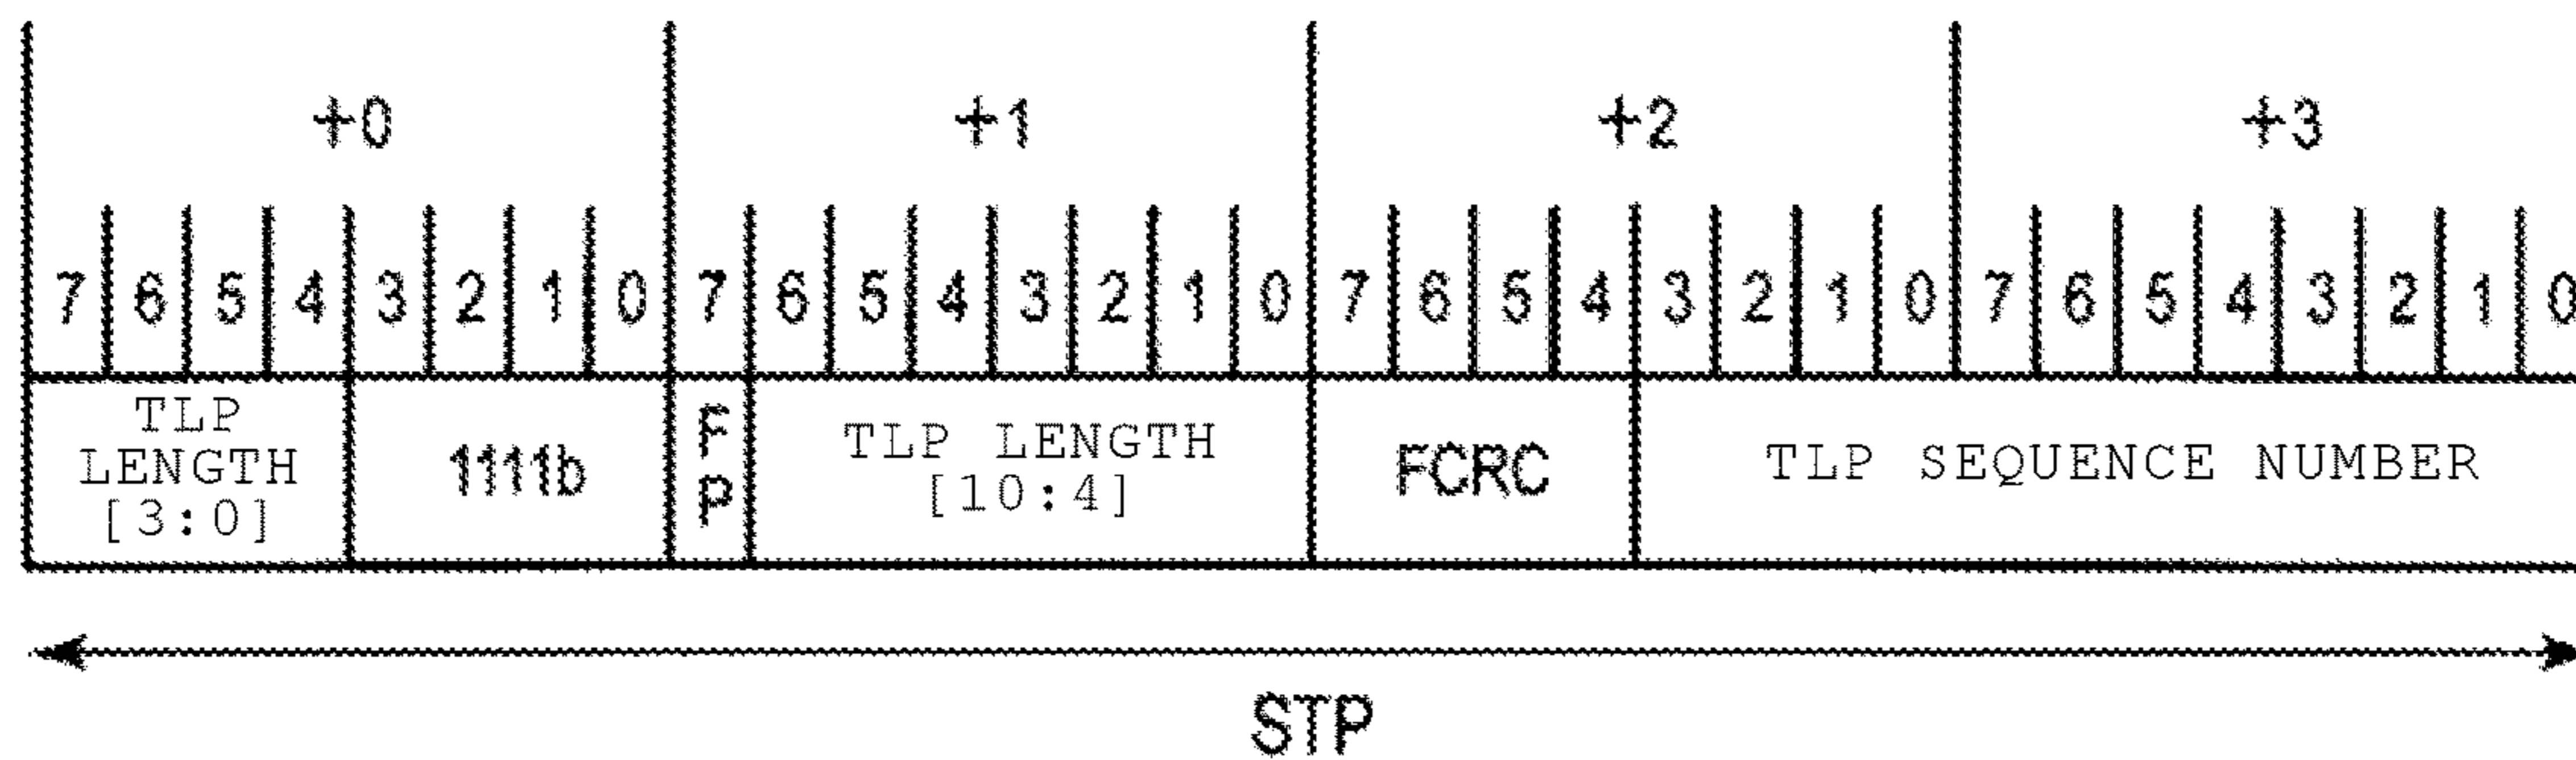 +0 +1 +2 +3
7 6 5 4 3 2 1 0 7 6 5 4 3 2 1 0 7 6 5 4 3 2 1 0 7 6 5 4 3 2 1 0
TLP
LENGTH
[3:0]
1111b
F
P
TLP LENGTH
[10:4]
FCRC
TLP SEQUENCE NUMBER
STP